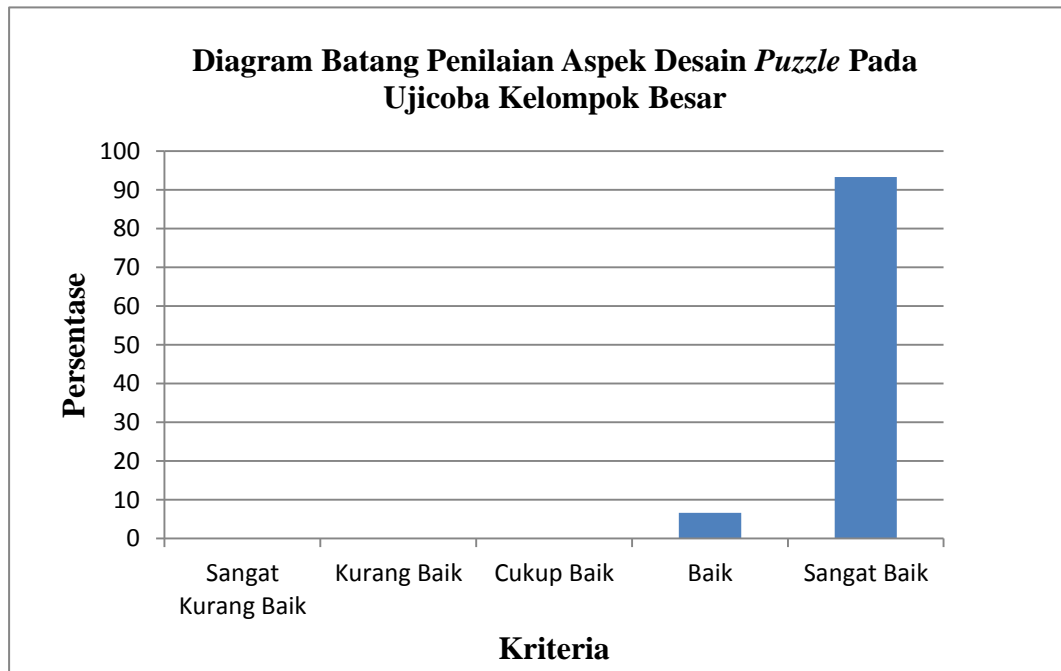 Diagram Batang Penilaian Aspek Desain Puzzle Pada
Ujicoba Kelompok Besar
100
90
80
70
60
50
40
30
20
10
0
Persentase
Sangat
Kurang Baik
Kurang Baik
Cukup Baik
Baik
Sangat Baik
Kriteria